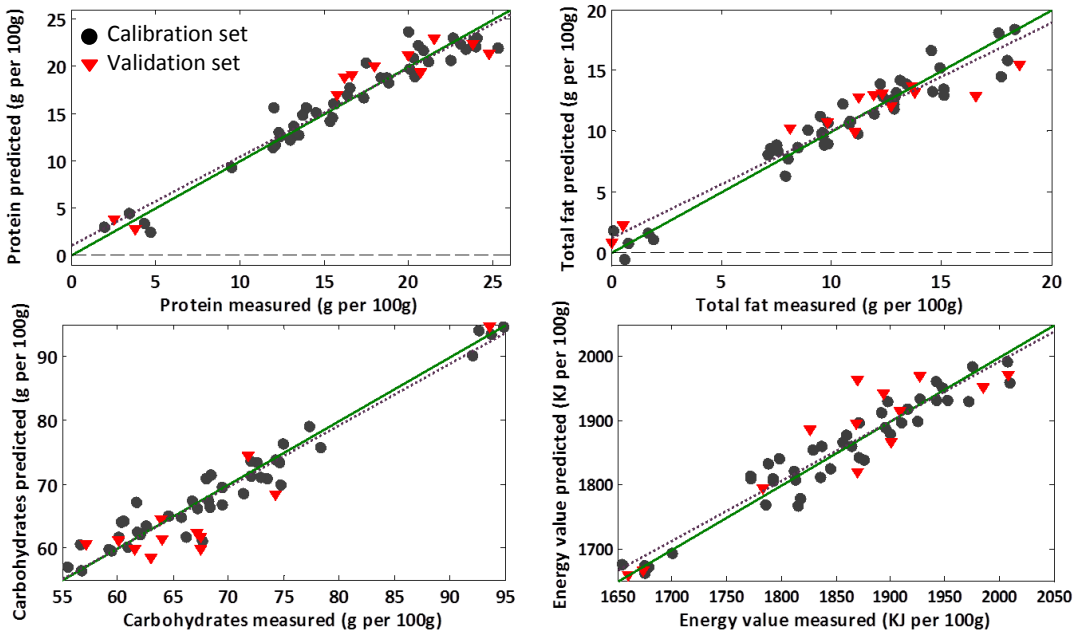 Protein predicted (g per 100g)
30
25
20
15
10
5
0
Calibration set
Validation set
0 5 10 15 20 25
Protein measured (g per 100g)
Total fat predicted (g per 100g)
20
15
10
5
0
0 5 10 15 20
Total fat measured (g per 100g)
Carbohydrates predicted (g per 100g)
90
80
70
60
55 60 65 70 75 80 85 90 95
Carbohydrates measured (g per 100g)
Energy value predicted (KJ per 100g)
2000
1900
1800
1700
1650 1700 1750 1800 1850 1900 1950 2000 2050
Energy value measured (KJ per 100g)